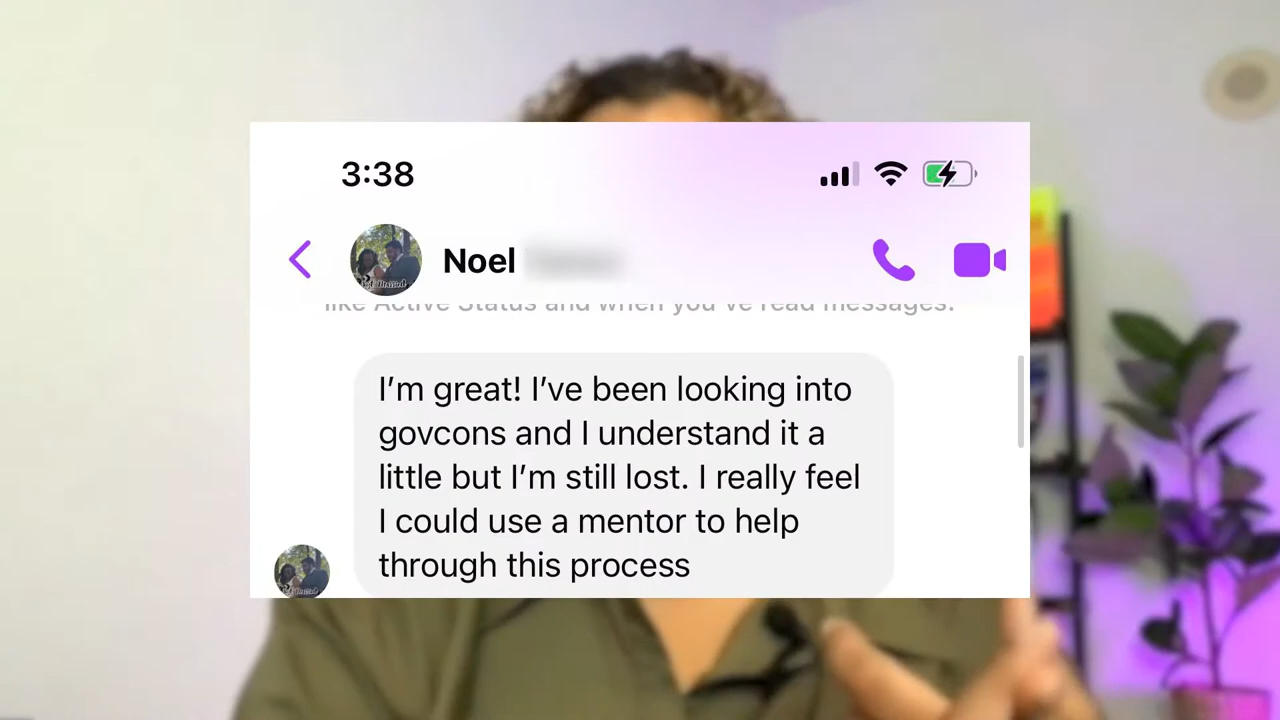 3:38
Noel
like Active Status and when you've read messages.
I'm great! I've been looking into
govcons and I understand it a
little but I'm still lost. I really feel
I could use a mentor to help
through this process